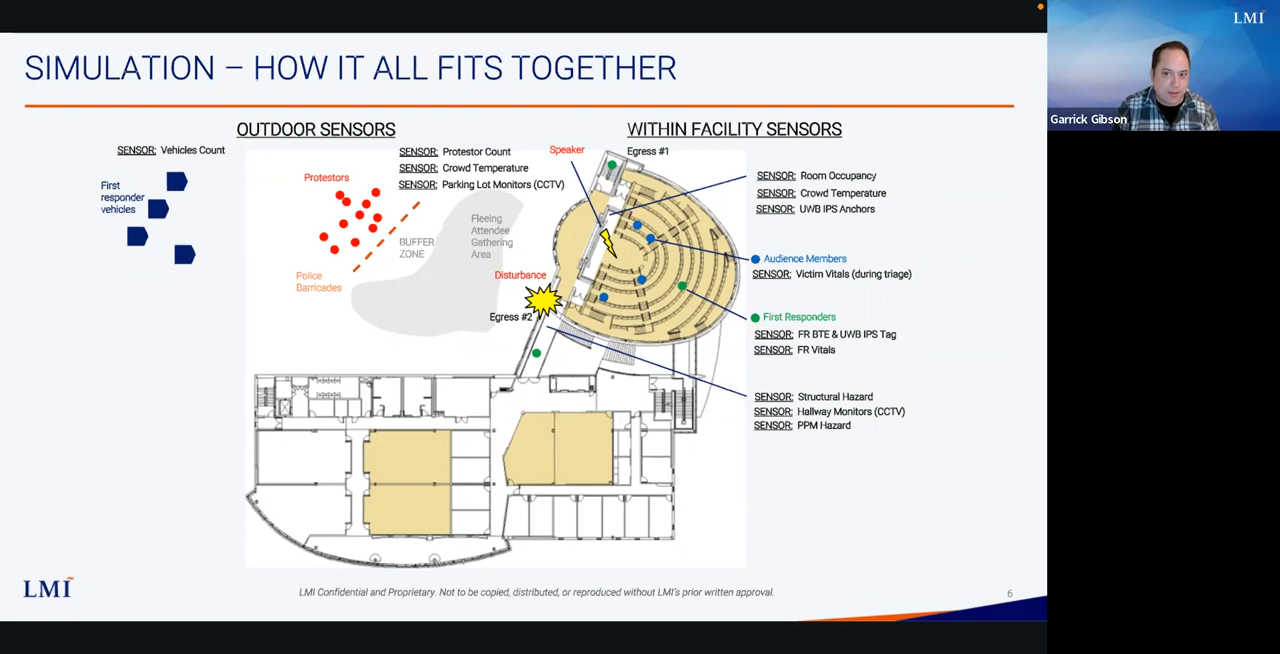 LMI
SIMULATION – HOW IT ALL FITS TOGETHER
Garrick Gibson
OUTDOOR SENSORS
WITHIN FACILITY SENSORS
SENSOR: Vehicles Count
SENSOR: Protestor Count
SENSOR: Crowd Temperature
SENSOR: Parking Lot Monitors (CCTV)
Speaker
Egress #1
First
responder
vehicles
Protestors
SENSOR: Room Occupancy
SENSOR: Crowd Temperature
SENSOR: UWB IPS Anchors
Fleeing
Attendee
Gathering
Area
BUFFER
ZONE
Police
Barricades
Disturbance
Egress #2
Audience Members
SENSOR: Victim Vitals (during triage)
First Responders
SENSOR: FR BTE & UWB IPS Tag
SENSOR: FR Vitals
SENSOR: Structural Hazard
SENSOR: Hallway Monitors (CCTV)
SENSOR: PPM Hazard
LMI
LMI Confidential and Proprietary. Not to be copied, distributed, or reproduced without LMI's prior written approval.
6